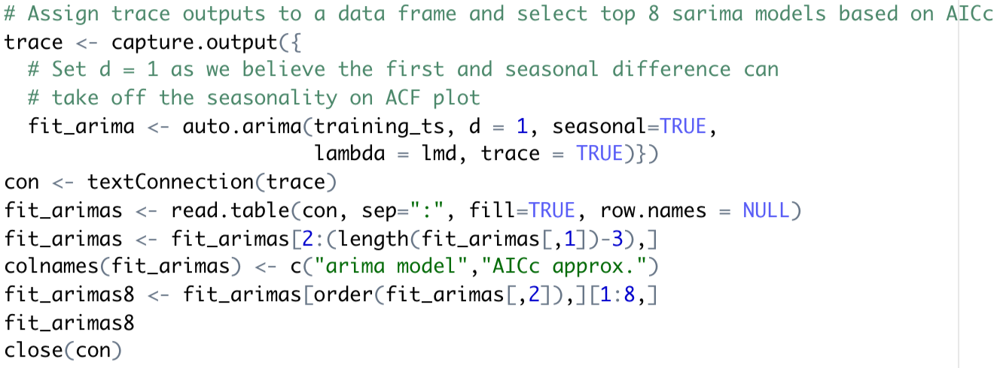 # Assign trace outputs to a data frame and select top 8 sarima models based on AICc
trace <- capture.output({
  # Set d = 1 as we believe the first and seasonal difference can
  # take off the seasonality on ACF plot
  fit_arima <- auto.arima(training_ts, d = 1, seasonal=TRUE,
                          lambda = lmd, trace = TRUE)})
con <- textConnection(trace)
fit_arimas <- read.table(con, sep=":", fill=TRUE, row.names = NULL)
fit_arimas <- fit_arimas[2:(length(fit_arimas[,1])-3),]
colnames(fit_arimas) <- c("arima model","AICc approx.")
fit_arimas8 <- fit_arimas[order(fit_arimas[,2]),][1:8,]
fit_arimas8
close(con)